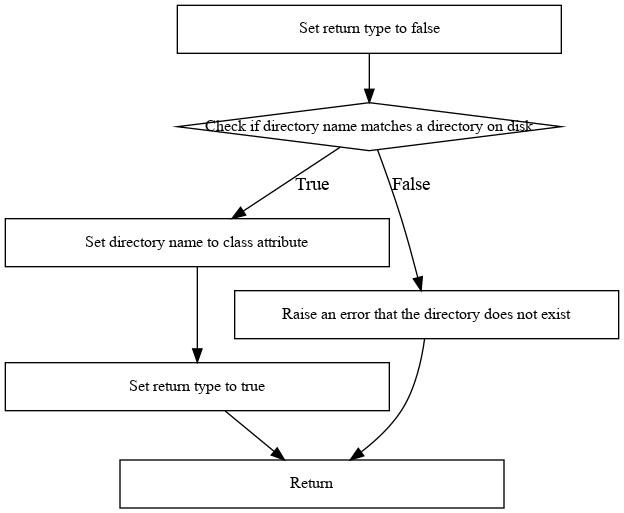 Set return type to false
Check if directory name matches a directory on disk
True
False
Set directory name to class attribute
Raise an error that the directory does not exist
Set return type to true
Return